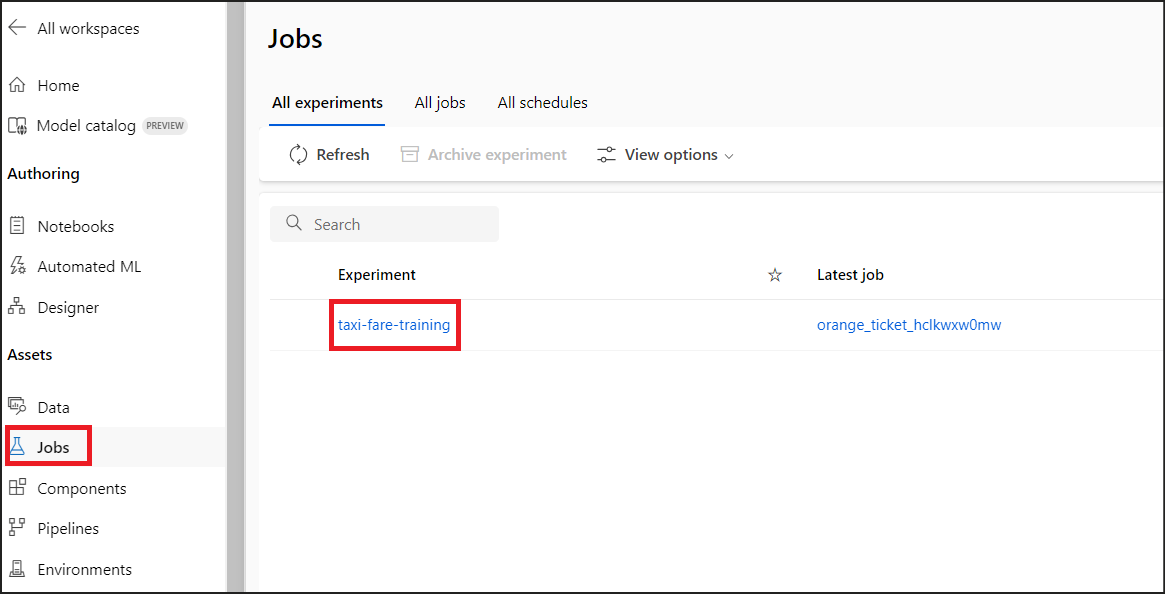 All workspaces
Home
Model catalog PREVIEW
Authoring
Notebooks
Automated ML
Designer
Assets
Data
Jobs
Components
Pipelines
Environments
Jobs
All experiments All jobs All schedules
Refresh Archive experiment View options
Search
Experiment Latest job
taxi-fare-training orange_ticket_hclkwxw0mw